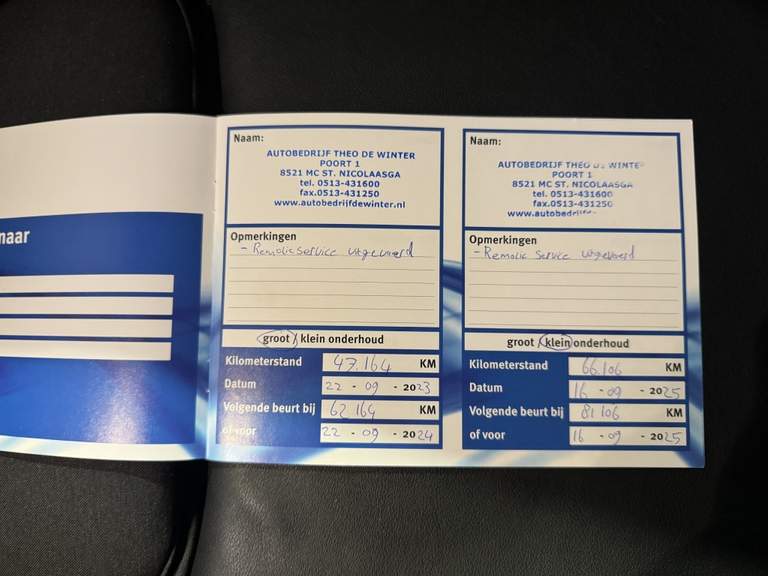 naar
Naam:
AUTOBEDRIJF THEO DE WINTER
POORT 1
8521 MC ST. NICOLAASGA
tel. 0513-431600
fax.0513-431250
www.autobedrijfdewinter.nl
Opmerkingen
- Remolie service uitgevoerd
groot / klein onderhoud
Kilometerstand 47.164 KM
Datum 22 - 09 - 2023
Volgende beurt bij 62 164 KM
of voor 22 - 09 - 2024
Naam:
AUTOBEDRIJF THEO DE WINTE
POORT 1
8521 MC ST. NICOLAASGA
tel. 0513-431600
fax.0513-431250
www.autobedrijf
Opmerkingen
- Remolie service uitgevoerd
groot / klein onderhoud
Kilometerstand 66.106 KM
Datum 16 - 09 - 2025
Volgende beurt bij 81 106 KM
of voor 16 - 09 - 2025